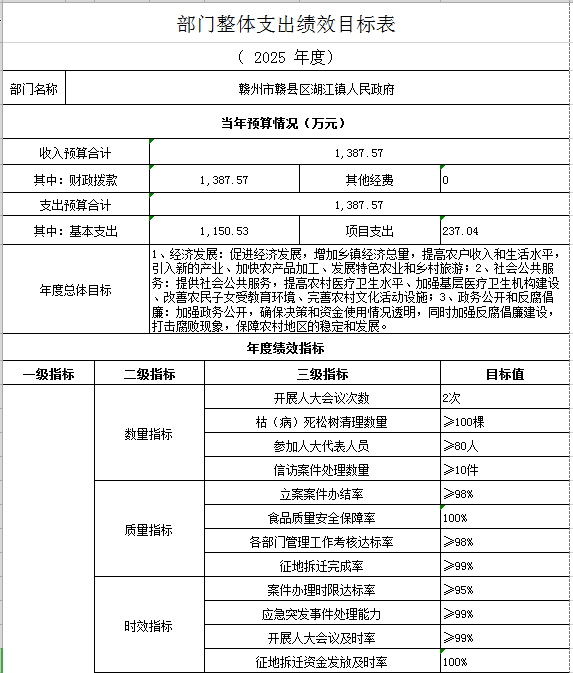 部门整体支出绩效目标表
( 2025 年度)
部门名称 赣州市赣县区湖江镇人民政府
当年预算情况（万元）
收入预算合计 1,387.57
其中：财政拨款 1,387.57 其他经费 0
支出预算合计 1,387.57
其中：基本支出 1,150.53 项目支出 237.04
年度总体目标
1、经济发展：促进经济发展，增加乡镇经济总量，提高农户收入和生活水平，
引入新的产业、加快农产品加工、发展特色农业和乡村旅游；2、社会公共服
务：提供社会公共服务，提高农村医疗卫生水平、加强基层医疗卫生机构建设
、改善农民子女受教育环境、完善农村文化活动设施；3、政务公开和反腐倡
廉：加强政务公开，确保决策和资金使用情况透明，同时加强反腐倡廉建设，
打击腐败现象，保障农村地区的稳定和发展。
年度绩效指标
一级指标 二级指标 三级指标 目标值
数量指标
开展人大会议次数 2次
枯（病）死松树清理数量 ≥100棵
参加人大代表人员 ≥80人
信访案件处理数量 ≥10件
质量指标
立案案件办结率 ≥98%
食品质量安全保障率 100%
各部门管理工作考核达标率 ≥98%
征地拆迁完成率 ≥99%
时效指标
案件办理时限达标率 ≥95%
应急突发事件处理能力 ≥99%
开展人大会议及时率 ≥99%
征地拆迁资金发放及时率 100%